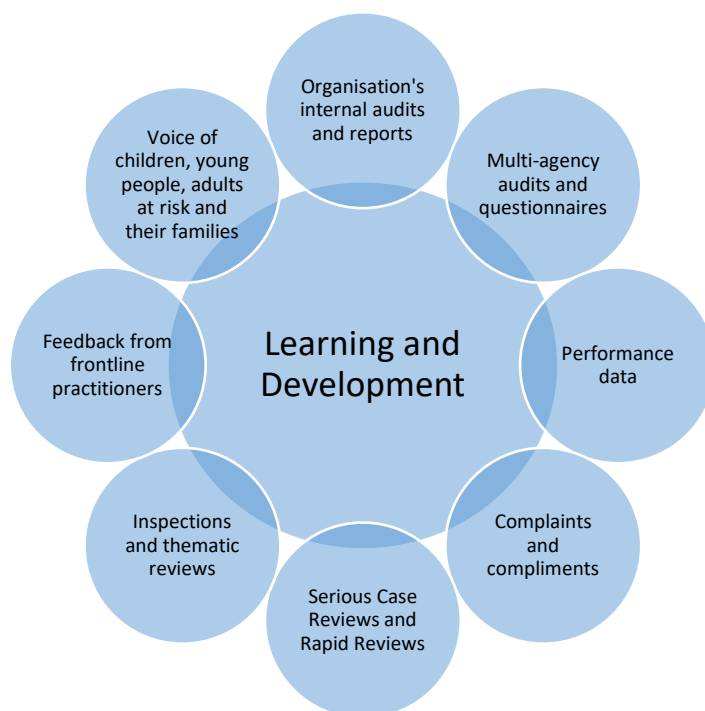 Organisation's
internal audits
and reports
Multi-agency
audits and
questionnaires
Performance
data
Complaints
and
compliments
Serious Case
Reviews and
Rapid Reviews
Inspections
and thematic
reviews
Feedback from
frontline
practitioners
Voice of
children, young
people, adults
at risk and
their families
Learning and
Development